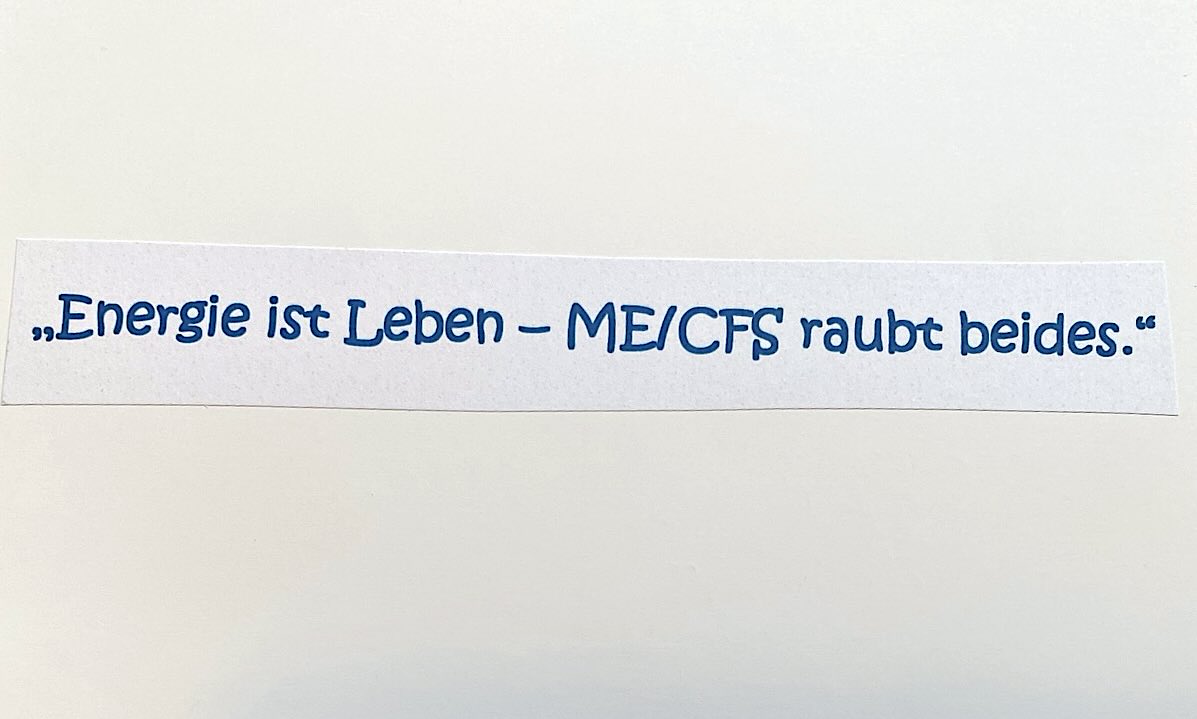 „Energie ist Leben – ME/CFS raubt beides.“